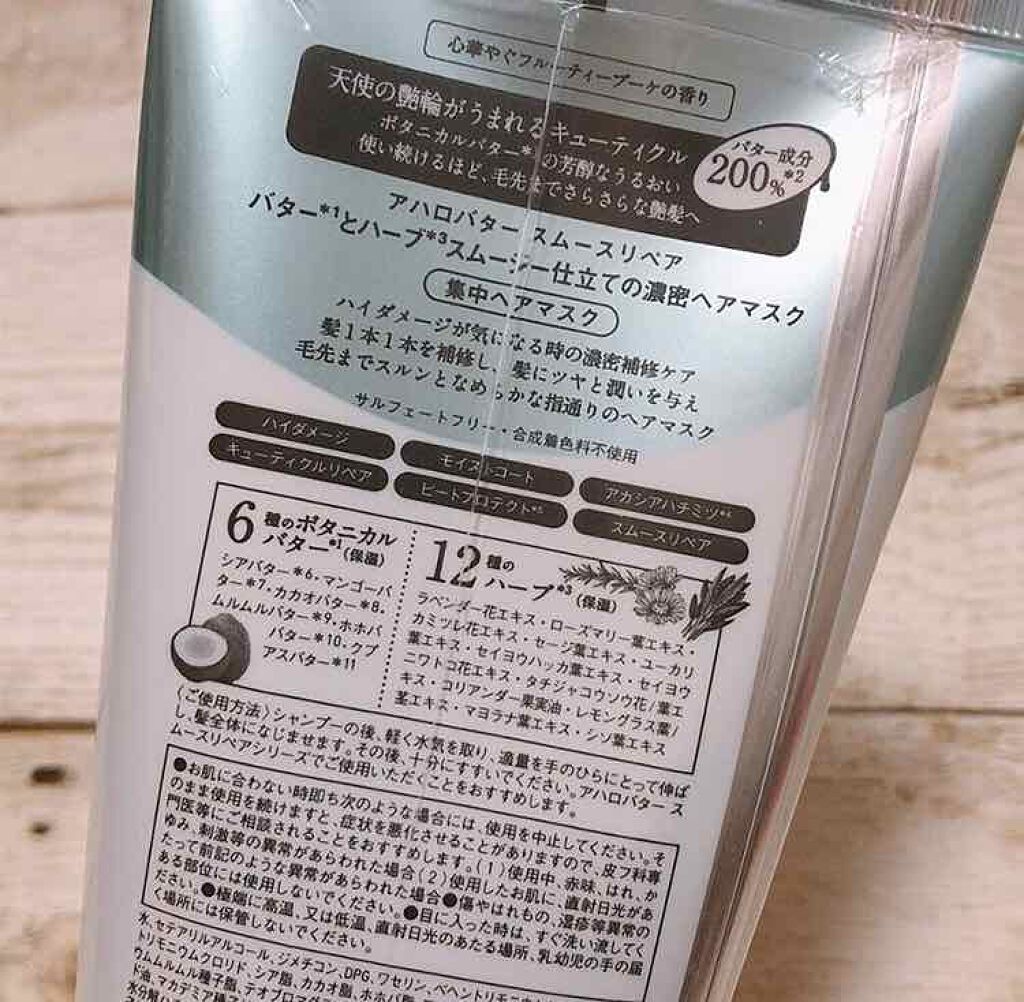 心華やぐフルーティーブーケの香り
天使の艶輪がうまれるキューティクル
ボタニカルバター*¹の芳醇なうるおい
使い続けるほど、毛先までさらさらな艶髪へ
バター成分
200%*²
アハロバター スムースリペア
バター*¹とハーブ*³スムージー仕立ての濃密ヘアマスク
集中ヘアマスク
ハイダメージが気になる時の濃密補修ケア
髪1本1本を補修し、髪にツヤと潤いを与え
毛先までスルンとなめらかな指通りのヘアマスク
サルフェートフリー・合成着色料不使用
ハイダメージ
モイストコート
アカシアハチミツ*⁴
キューティクルリペア
ヒートプロテクト*⁵
スムースリペア
6種のボタニカル
バター*¹(保湿)
シアバター*6・マンゴーバ
ター*7・カカオバター*8・
ムルムルバター*9・ホホバ
バター*10・クプ
アスバター*11
12種の
ハーブ*³(保湿)
ラベンダー花エキス・ローズマリー葉エキス・
カミツレ花エキス・セージ葉エキス・ユーカリ
葉エキス・セイヨウハッカ葉エキス・セイヨウ
ニワトコ花エキス・タチジャコウソウ花/葉エ
キス・コリアンダー果実油・レモングラス葉/
茎エキス・マヨラナ葉エキス・シソ葉エキス
〈ご使用方法〉シャンプーの後、軽く水気を取り、適量を手のひらにとって伸ば
し、髪全体になじませます。その後、十分にすすいでください。アハロバター ス
ムースリペアシリーズでご使用いただくことをおすすめします。
●お肌に合わない時即ち次のような場合には、使用を中止してください。そ
のまま使用を続けますと、症状を悪化させることがありますので、皮フ科専
門医等にご相談されることをおすすめします。(1)使用中、赤味、はれ、か
ゆみ、刺激等の異常があらわれた場合(2)使用したお肌に、直射日光があ
たって前記のような異常があらわれた場合●傷やはれもの、湿疹等異常の
ある部位には使用しないでください。●目に入った時は、すぐ洗い流してく
ださい。●極端に高温、又は低温、直射日光のあたる場所、乳幼児の手の届
く場所には保管しないでください。
水、セテアリルアルコール、ジメチコン、DPG、ワセリン、ベヘントリモニウ
トリモニウムクロリド、シア脂、カカオ脂、ホホバ脂
ウムムルムル種子脂、テオブロマグ
ド油、マカデミア種
水分解